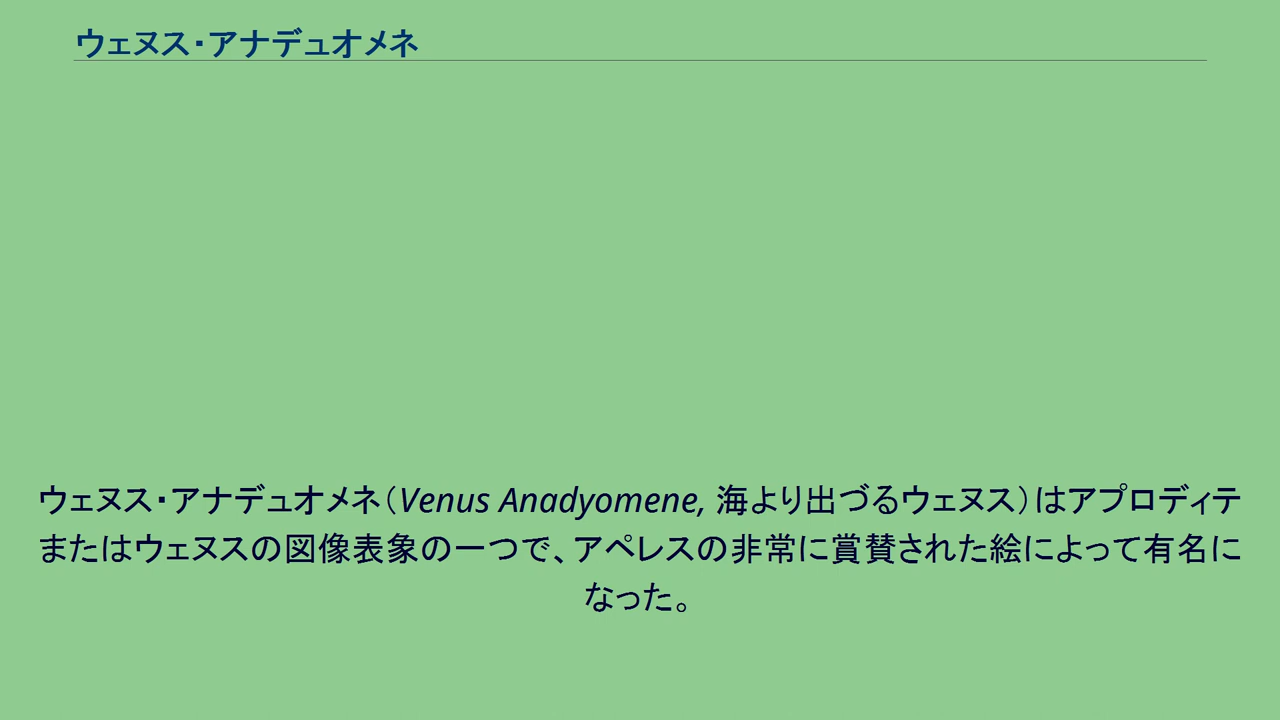 ウェヌス・アナデュオメネ
ウェヌス・アナデュオメネ（Venus Anadyomene, 海より出づるウェヌス）はアプロディテ
またはウェヌスの図像表象の一つで、アペレスの非常に賞賛された絵によって有名に
なった。